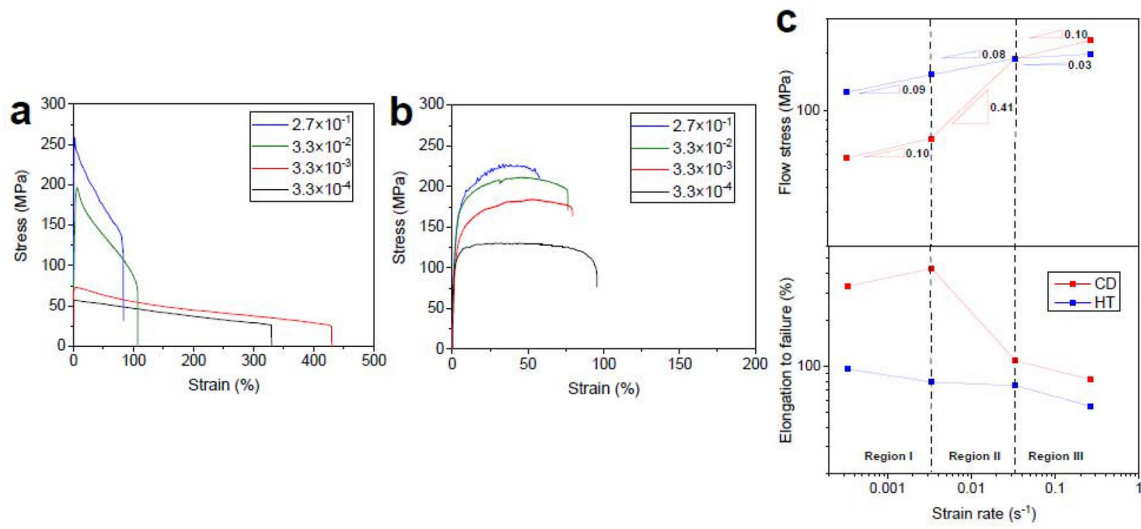 a
300
250
200
150
100
50
0
Stress (MPa)
2.7×10⁻¹
3.3×10⁻²
3.3×10⁻³
3.3×10⁻⁴
0 100 200 300 400 500
Strain (%)
b
300
250
200
150
100
50
0
Stress (MPa)
2.7×10⁻¹
3.3×10⁻²
3.3×10⁻³
3.3×10⁻⁴
0 50 100 150 200
Strain (%)
c
Flow stress (MPa)
100
0.10
0.08
0.03
0.09
0.41
0.10
Elongation to failure (%)
100
CD
HT
Region I Region II Region III
0.001 0.01 0.1 1
Strain rate (s⁻¹)